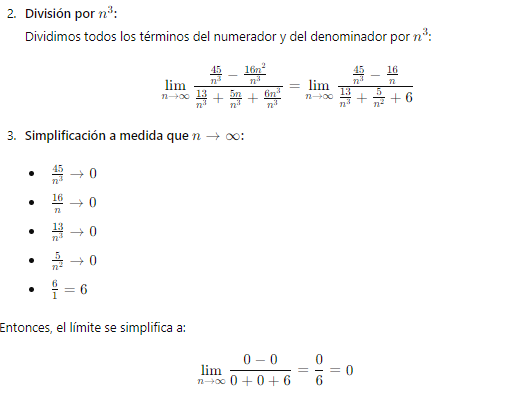 2. División por n³:
Dividimos todos los términos del numerador y del denominador por n³:
lim n→∞ (45/n³ − 16n²/n³)/(13/n³ + 5n/n³ + 6n³/n³) = lim n→∞ (45/n³ − 16/n)/(13/n³ + 5/n² + 6)
3. Simplificación a medida que n → ∞:
• 45/n³ → 0
• 16/n → 0
• 13/n³ → 0
• 5/n² → 0
• 6/1 = 6
Entonces, el límite se simplifica a:
lim n→∞ (0 − 0)/(0 + 0 + 6) = 0/6 = 0